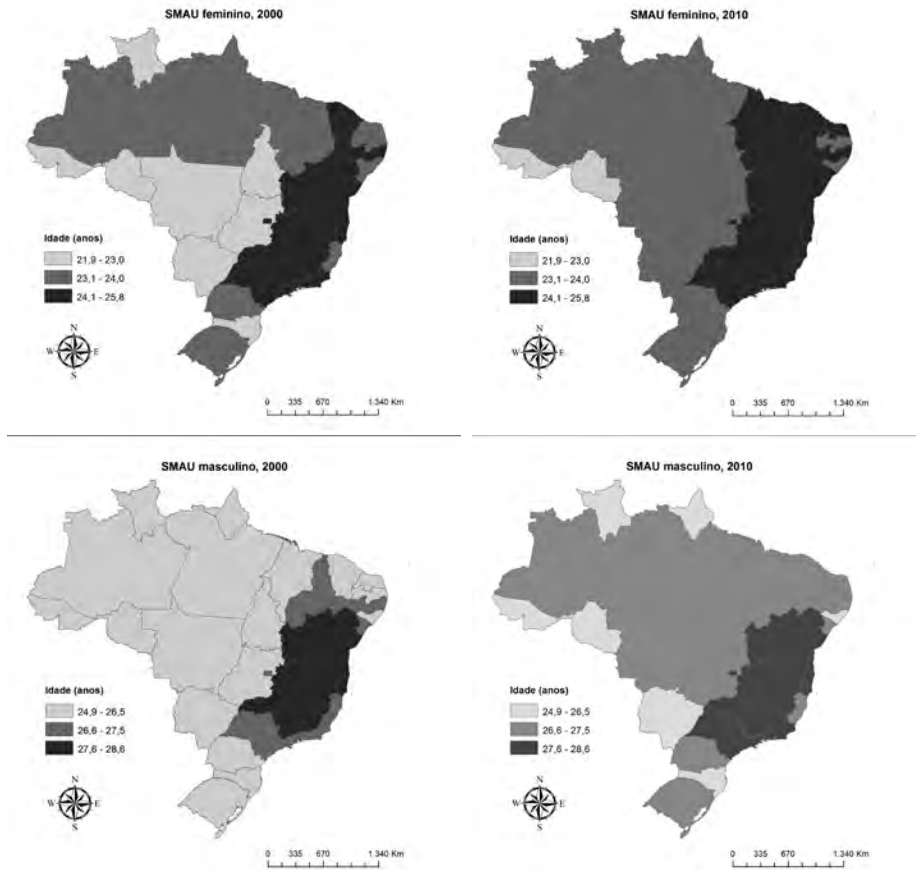 SMAU feminino, 2000
Idade (anos)
21,9 - 23,0
23,1 - 24,0
24,1 - 25,8
N
W E
S
0 335 670 1.340 Km
SMAU feminino, 2010
Idade (anos)
21,9 - 23,0
23,1 - 24,0
24,1 - 25,8
N
W E
S
0 335 670 1.340 Km
SMAU masculino, 2000
Idade (anos)
24,9 - 26,5
26,6 - 27,5
27,6 - 28,6
N
W E
S
0 335 670 1.340 Km
SMAU masculino, 2010
Idade (anos)
24,9 - 26,5
26,6 - 27,5
27,6 - 28,6
N
W E
S
0 335 670 1.340 Km